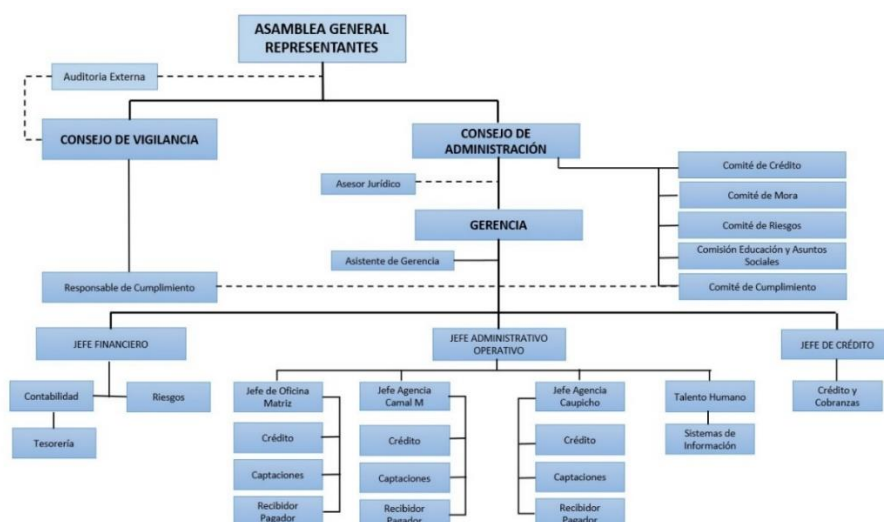 ASAMBLEA GENERAL
REPRESENTANTES
Auditoria Externa
CONSEJO DE VIGILANCIA
CONSEJO DE
ADMINISTRACIÓN
Comité de Crédito
Asesor Jurídico
Comité de Mora
GERENCIA
Comité de Riesgos
Asistente de Gerencia
Comisión Educación y Asuntos
Sociales
Responsable de Cumplimiento
Comité de Cumplimiento
JEFE FINANCIERO
JEFE ADMINISTRATIVO
OPERATIVO
JEFE DE CRÉDITO
Contabilidad
Riesgos
Jefe de Oficina
Matriz
Jefe Agencia
Camal M
Jefe Agencia
Caupicho
Talento Humano
Crédito y
Cobranzas
Tesorería
Crédito
Crédito
Crédito
Sistemas de
Información
Captaciones
Captaciones
Captaciones
Recibidor
Pagador
Recibidor
Pagador
Recibidor
Pagador